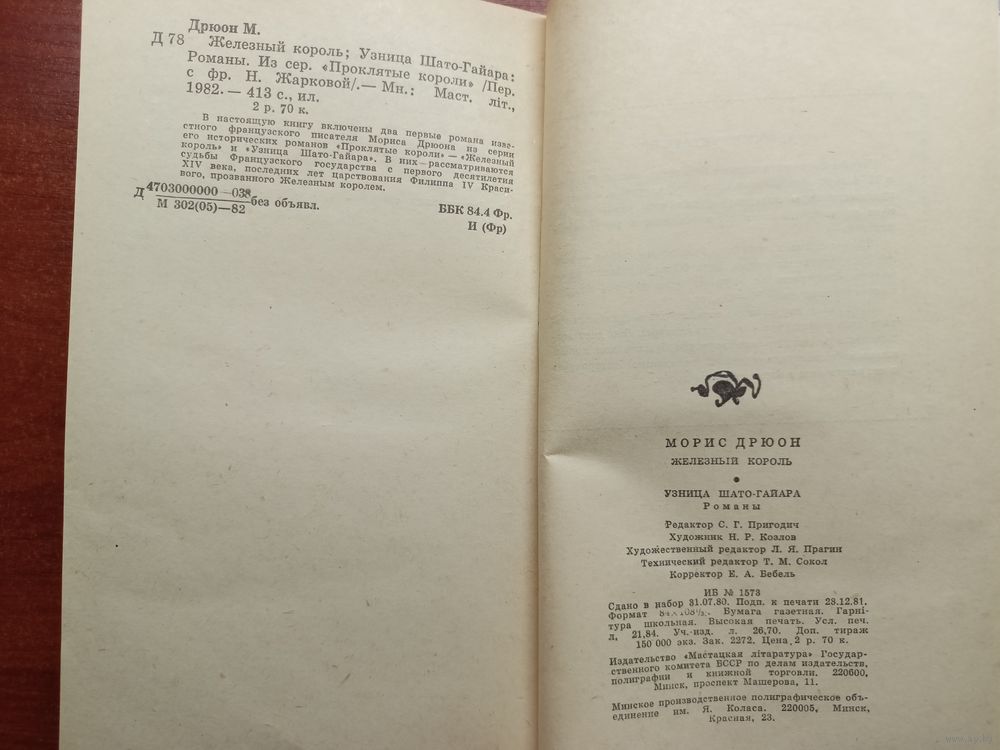 Дрюон М.
Д 78 Железный король; Узница Шато-Гайара:
Романы. Из сер. «Проклятые короли» /Пер.
с фр. Н. Жарковой/.— Мн.: Маст. літ.,
1982.— 413 с., ил.
2 р. 70 к.
В настоящую книгу включены два первые романа изве-
стного французского писателя Мориса Дрюона из серии
его исторических романов «Проклятые короли» — «Железный
король» и «Узница Шато-Гайара». В них рассматриваются
судьбы Французского государства с первого десятилетия
XIV века, последних лет царствования Филиппа IV Краси-
вого, прозванного Железным королем.
Д 4703000000—038 без объявл.
М 302(05)—82
ББК 84.4 Фр.
И (Фр)
МОРИС ДРЮОН
ЖЕЛЕЗНЫЙ КОРОЛЬ
УЗНИЦА ШАТО-ГАЙАРА
Романы
Редактор С. Г. Пригодич
Художник Н. Р. Козлов
Художественный редактор Л. Я. Прагин
Технический редактор Т. М. Сокол
Корректор Е. А. Бебель
ИБ № 1573
Сдано в набор 31.07.80. Подп. к печати 28.12.81.
Формат Бумага газетная. Гарни-
тура школьная. Высокая печать. Усл. печ.
л. 21,84. Уч.-изд. л. 26,70. Доп. тираж
150 000 экз. Зак. 2272. Цена 2 р. 70 к.
Издательство «Мастацкая літаратура» Государ-
ственного комитета БССР по делам издательств,
полиграфии и книжной торговли. 220600,
Минск, проспект Машерова, 11.
Минское производственное полиграфическое объ-
единение им. Я. Коласа. 220005, Минск,
Красная, 23.